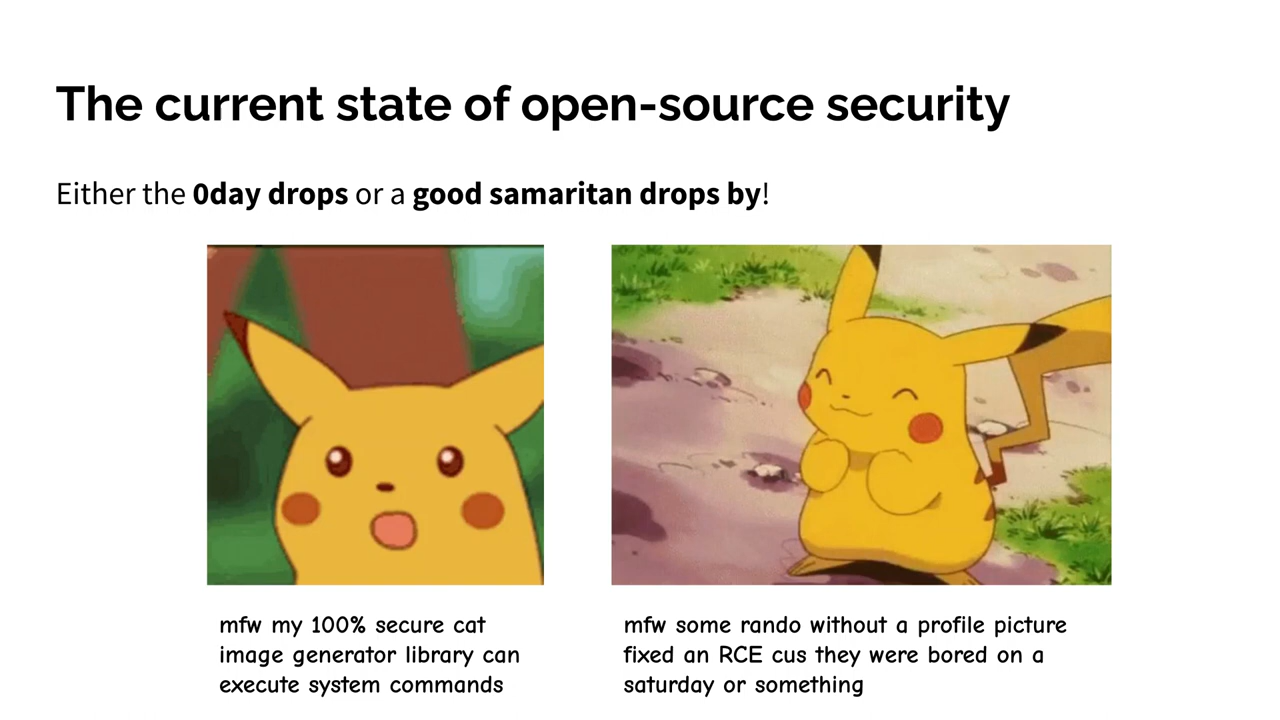 The current state of open-source security
Either the 0day drops or a good samaritan drops by!
mfw my 100% secure cat
image generator library can
execute system commands
mfw some rando without a profile picture
fixed an RCE cus they were bored on a
saturday or something